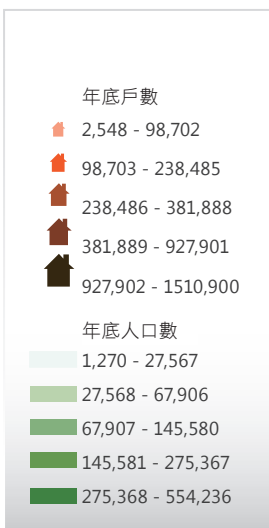 年底戶數
2,548 - 98,702
98,703 - 238,485
238,486 - 381,888
381,889 - 927,901
927,902 - 1510,900
年底人口數
1,270 - 27,567
27,568 - 67,906
67,907 - 145,580
145,581 - 275,367
275,368 - 554,236